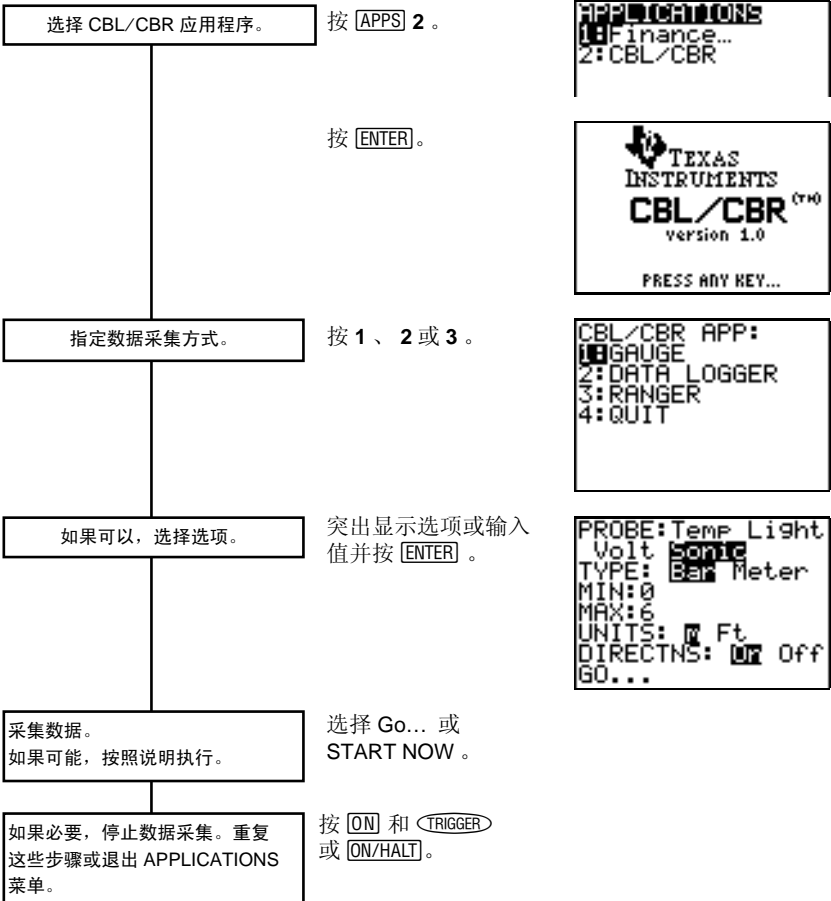 选择 CBL/CBR 应用程序。
按 APPS 2 。
APPLICATIONS
1:Finance…
2:CBL/CBR
按 ENTER。
TEXAS
INSTRUMENTS
CBL/CBR (TM)
version 1.0
PRESS ANY KEY...
指定数据采集方式。
按 1 、 2 或 3 。
CBL/CBR APP:
1:GAUGE
2:DATA LOGGER
3:RANGER
4:QUIT
如果可以，选择选项。
突出显示选项或输入
值并按 ENTER 。
PROBE:Temp Light
Volt Sonic
TYPE: Bar Meter
MIN:0
MAX:6
UNITS: m Ft
DIRECTNS: On Off
GO...
采集数据。
如果可能，按照说明执行。
选择 Go… 或
START NOW 。
如果必要，停止数据采集。重复
这些步骤或退出 APPLICATIONS
菜单。
按 ON 和 TRIGGER
或 ON/HALT。